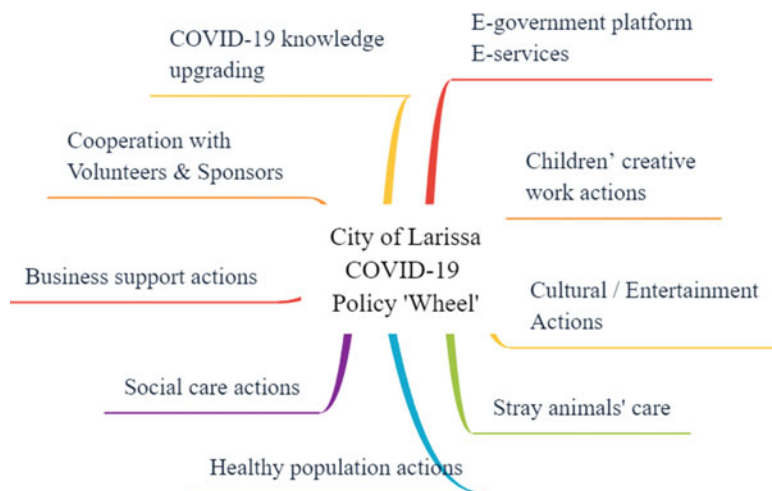 COVID-19 knowledge
upgrading
E-government platform
E-services
Cooperation with
Volunteers & Sponsors
Children’ creative
work actions
City of Larissa
COVID-19
Policy 'Wheel'
Business support actions
Cultural / Entertainment
Actions
Social care actions
Stray animals' care
Healthy population actions